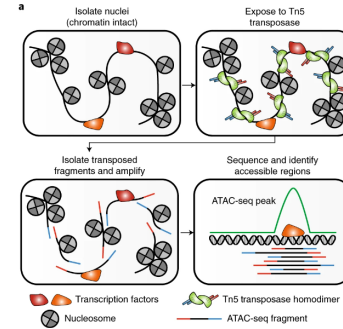 a
Isolate nuclei
(chromatin intact)
Expose to Tn5
transposase
Isolate transposed
fragments and amplify
Sequence and identify
accessible regions
ATAC-seq peak
Transcription factors
Tn5 transposase homodimer
Nucleosome
ATAC-seq fragment